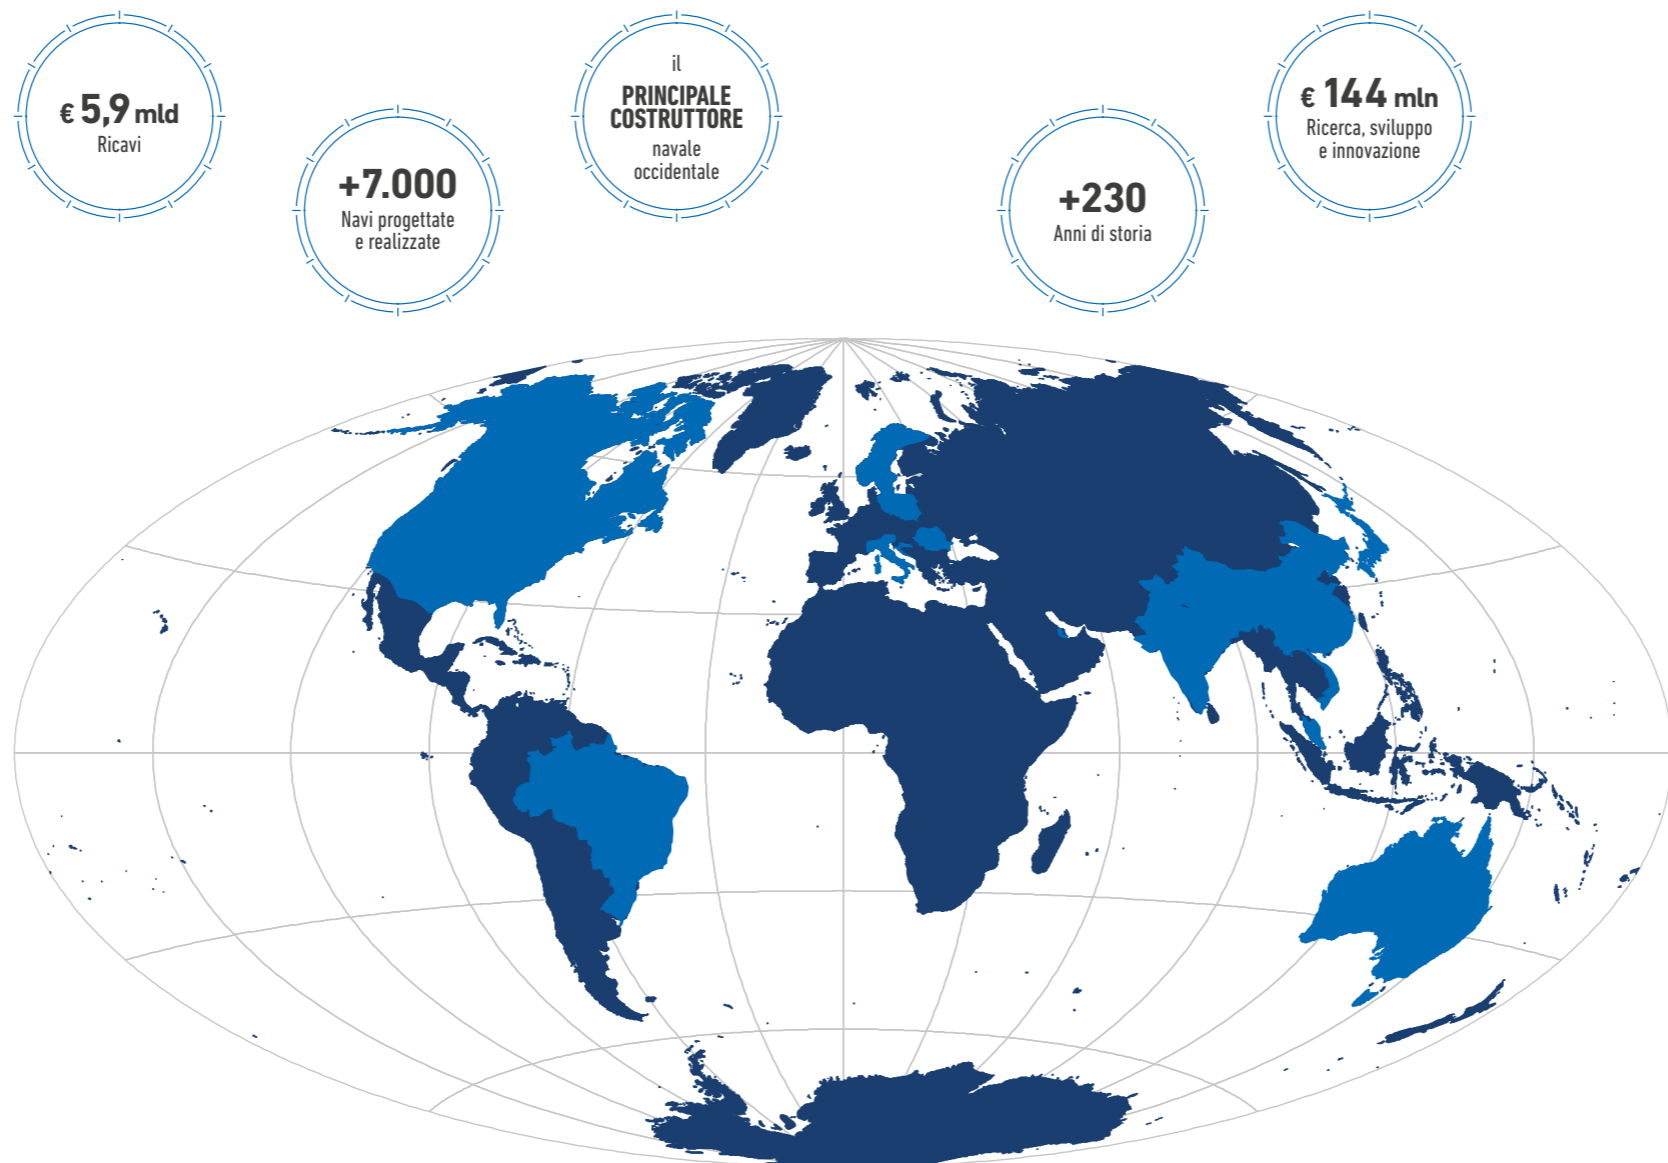 € 5,9 mld
Ricavi
+7.000
Navi progettate
e realizzate
il
PRINCIPALE
COSTRUTTORE
navale
occidentale
+230
Anni di storia
€ 144 mln
Ricerca, sviluppo
e innovazione